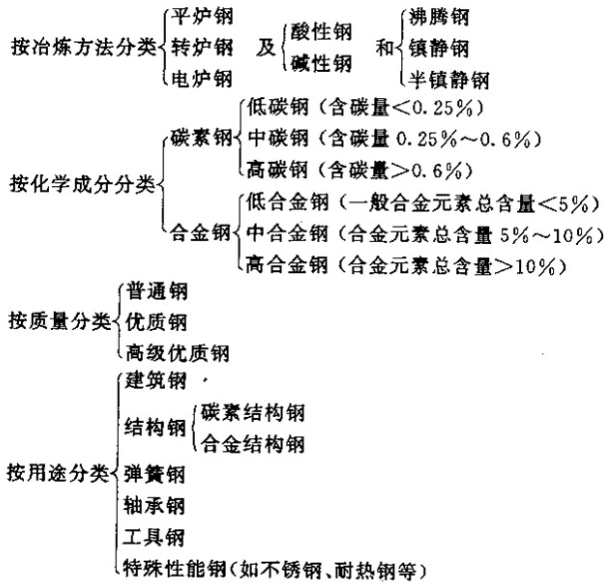 平炉钢 酸性钢 沸腾钢
按冶炼方法分类 转炉钢 及 和 镇静钢
电炉钢 碱性钢 半镇静钢
低碳钢（含碳量<0.25%）
碳素钢 中碳钢（含碳量 0.25%～0.6%）
高碳钢（含碳量>0.6%）
按化学成分分类
低合金钢（一般合金元素总含量<5%）
合金钢 中合金钢（合金元素总含量 5%～10%）
高合金钢（合金元素总含量>10%）
普通钢
按质量分类 优质钢
高级优质钢
建筑钢
碳素结构钢
结构钢
合金结构钢
按用途分类 弹簧钢
轴承钢
工具钢
特殊性能钢（如不锈钢、耐热钢等）